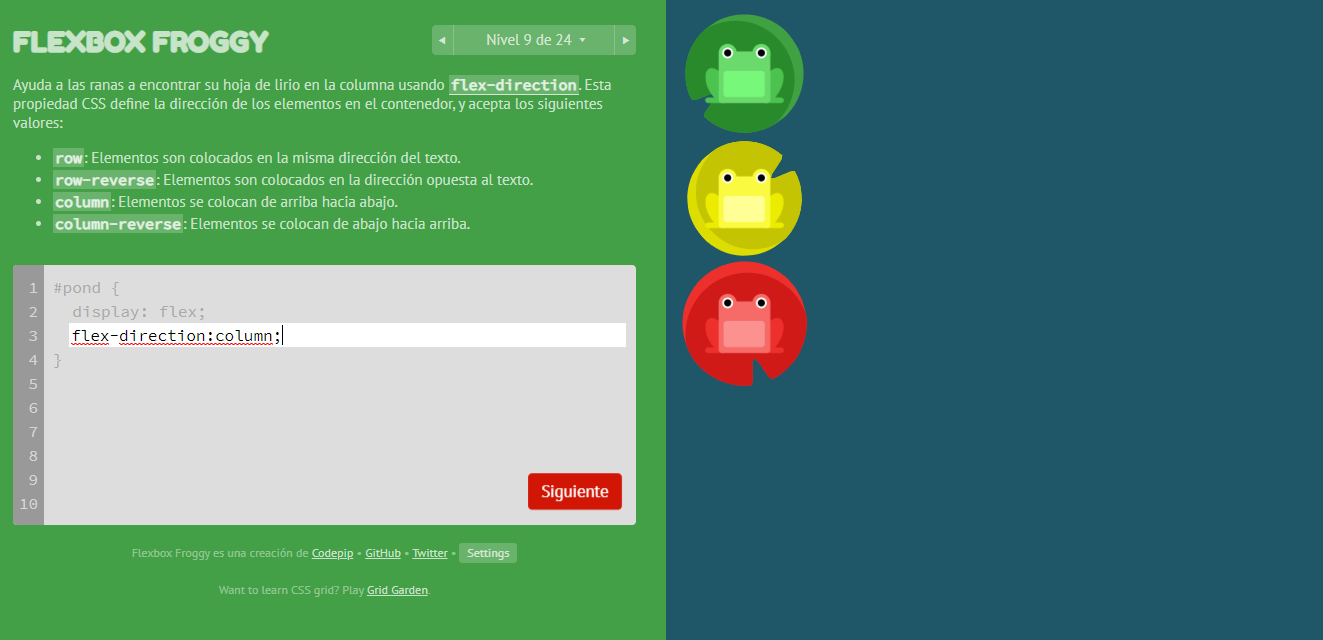 FLEXBOX FROGGY
◀ Nivel 9 de 24 ▾ ▶
Ayuda a las ranas a encontrar su hoja de lirio en la columna usando flex-direction. Esta
propiedad CSS define la dirección de los elementos en el contenedor, y acepta los siguientes
valores:
• row: Elementos son colocados en la misma dirección del texto.
• row-reverse: Elementos son colocados en la dirección opuesta al texto.
• column: Elementos se colocan de arriba hacia abajo.
• column-reverse: Elementos se colocan de abajo hacia arriba.
1 #pond {
2 display: flex;
3 flex-direction:column;
4 }
5
6
7
8
9
10
Siguiente
Flexbox Froggy es una creación de Codepip • GitHub • Twitter • Settings
Want to learn CSS grid? Play Grid Garden.